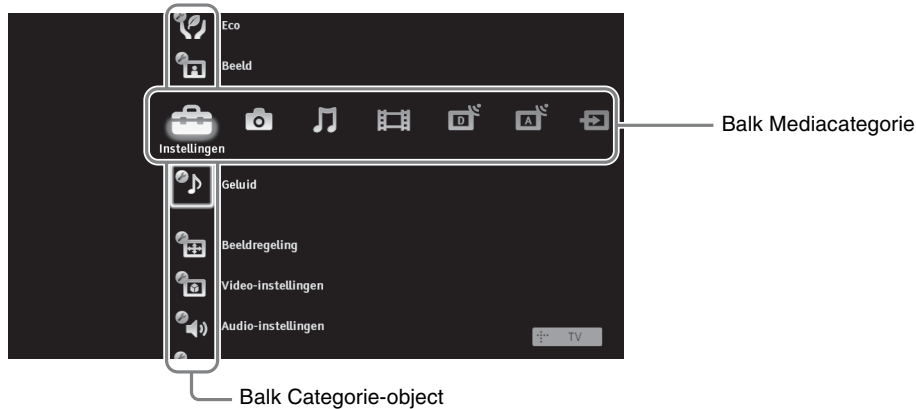 Eco
Beeld
Instellingen
Geluid
Beeldregeling
Video-instellingen
Audio-instellingen
TV
Balk Mediacategorie
Balk Categorie-object